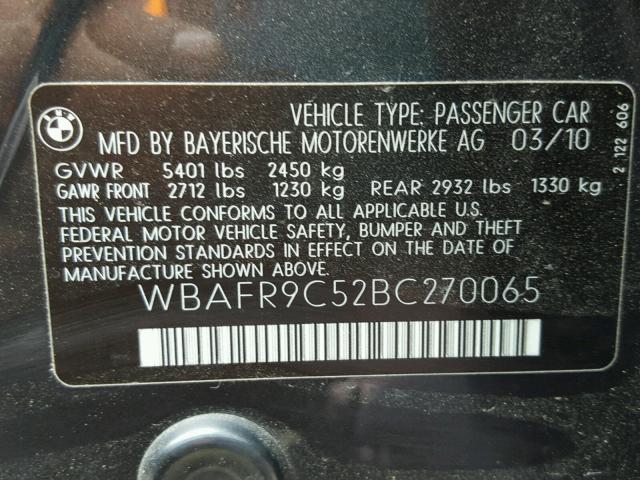 BMW
VEHICLE TYPE: PASSENGER CAR
MFD BY BAYERISCHE MOTORENWERKE AG 03/10
GVWR 5401 lbs 2450 kg
GAWR FRONT 2712 lbs 1230 kg REAR 2932 lbs 1330 kg
THIS VEHICLE CONFORMS TO ALL APPLICABLE U.S.
FEDERAL MOTOR VEHICLE SAFETY, BUMPER AND THEFT
PREVENTION STANDARDS IN EFFECT ON THE DATE OF
MANUFACTURE SHOWN ABOVE.
WBAFR9C52BC270065
2 122 606